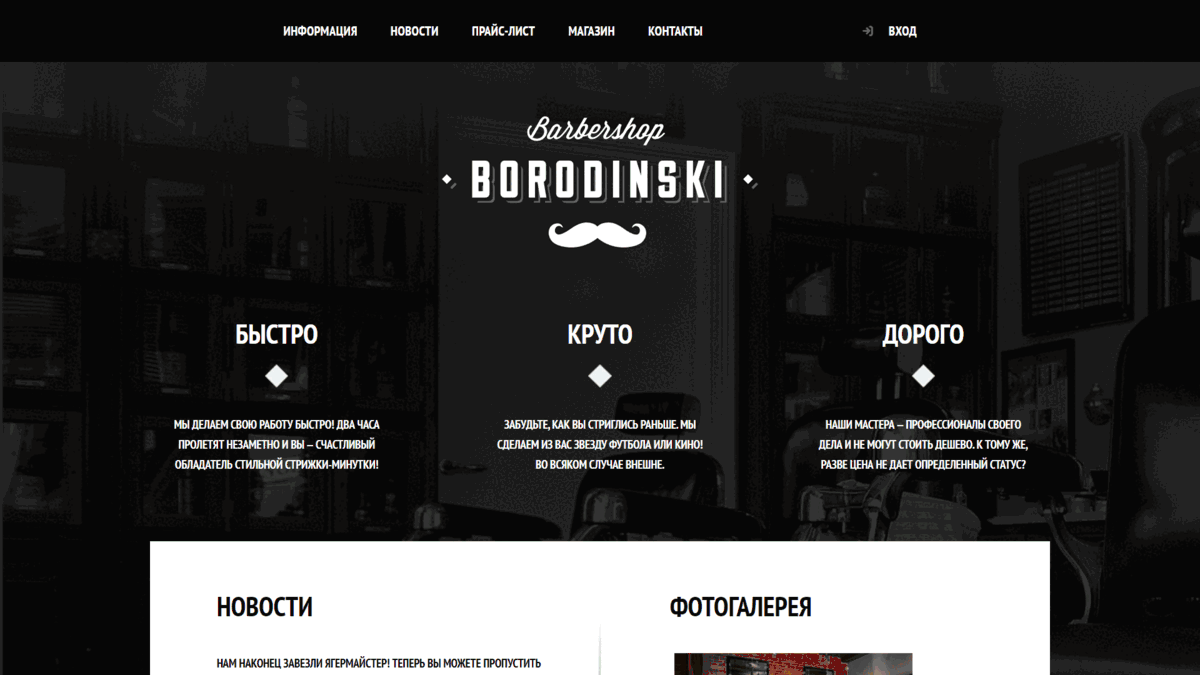 ИНФОРМАЦИЯ НОВОСТИ ПРАЙС-ЛИСТ МАГАЗИН КОНТАКТЫ ВХОД
Barbershop
BORODINSKI
БЫСТРО
МЫ ДЕЛАЕМ СВОЮ РАБОТУ БЫСТРО! ДВА ЧАСА
ПРОЛЕТЯТ НЕЗАМЕТНО И ВЫ — СЧАСТЛИВЫЙ
ОБЛАДАТЕЛЬ СТИЛЬНОЙ СТРИЖКИ-МИНУТКИ!
КРУТО
ЗАБУДЬТЕ, КАК ВЫ СТРИГЛИСЬ РАНЬШЕ. МЫ
СДЕЛАЕМ ИЗ ВАС ЗВЕЗДУ ФУТБОЛА ИЛИ КИНО!
ВО ВСЯКОМ СЛУЧАЕ ВНЕШНЕ.
ДОРОГО
НАШИ МАСТЕРА — ПРОФЕССИОНАЛЫ СВОЕГО
ДЕЛА И НЕ МОГУТ СТОИТЬ ДЕШЕВО. К ТОМУ ЖЕ,
РАЗВЕ ЦЕНА НЕ ДАЕТ ОПРЕДЕЛЕННЫЙ СТАТУС?
НОВОСТИ
НАМ НАКОНЕЦ ЗАВЕЗЛИ ЯГЕРМАЙСТЕР! ТЕПЕРЬ ВЫ МОЖЕТЕ ПРОПУСТИТЬ
ФОТОГАЛЕРЕЯ